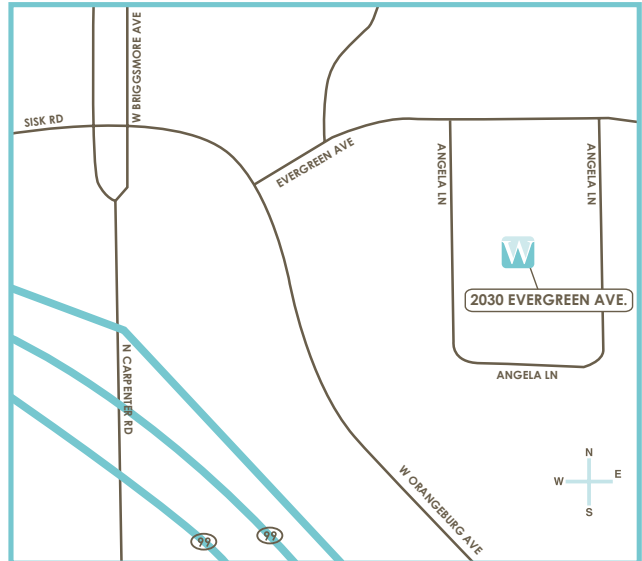 W BRIGGSMORE AVE
SISK RD
EVERGREEN AVE
ANGELA LN
ANGELA LN
W
2030 EVERGREEN AVE.
N CARPENTER RD
ANGELA LN
W ORANGEBURG AVE
N
W E
S
99
99